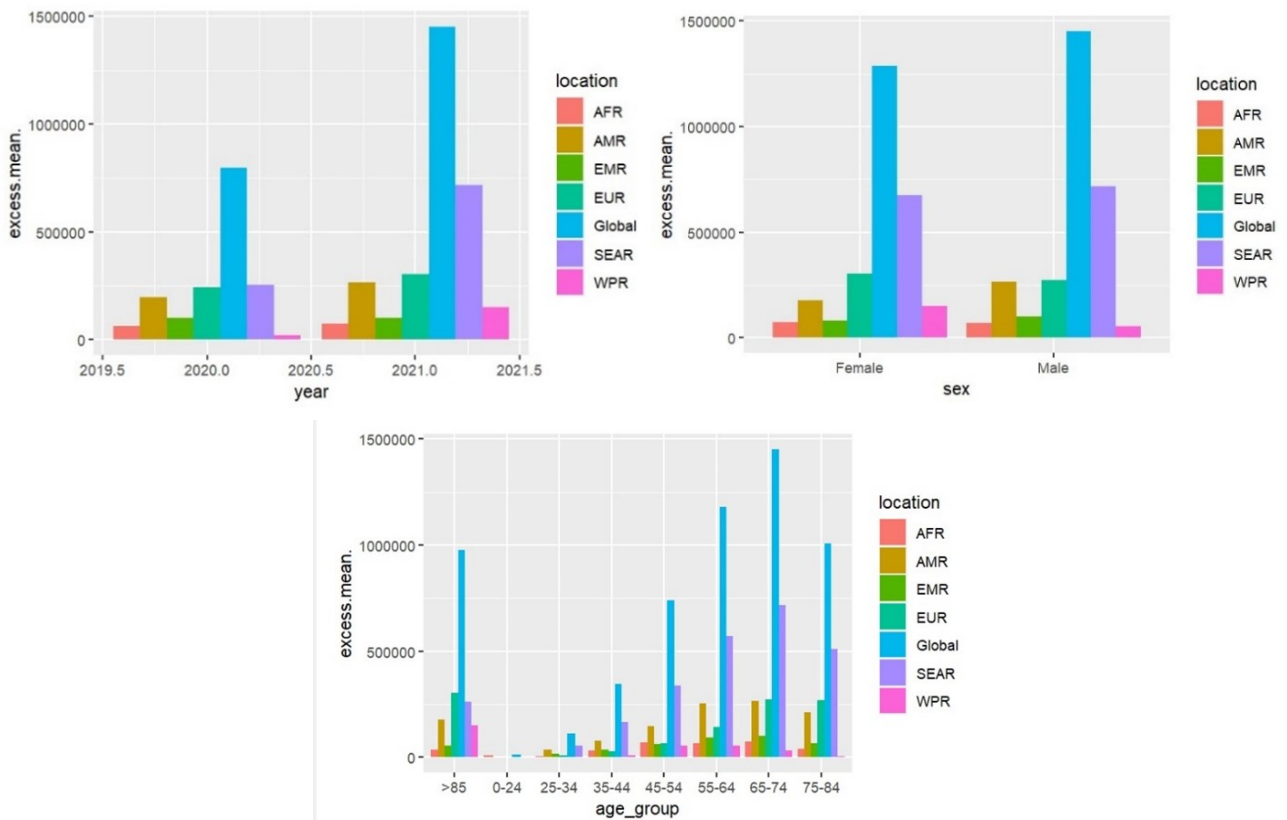 1500000
1000000
500000
0
excess.mean.
2019.5 2020.0 2020.5 2021.0 2021.5
year
location
AFR
AMR
EMR
EUR
Global
SEAR
WPR
1500000
1000000
500000
0
excess.mean.
Female Male
sex
location
AFR
AMR
EMR
EUR
Global
SEAR
WPR
1500000
1000000
500000
0
excess.mean.
>85 0-24 25-34 35-44 45-54 55-64 65-74 75-84
age_group
location
AFR
AMR
EMR
EUR
Global
SEAR
WPR